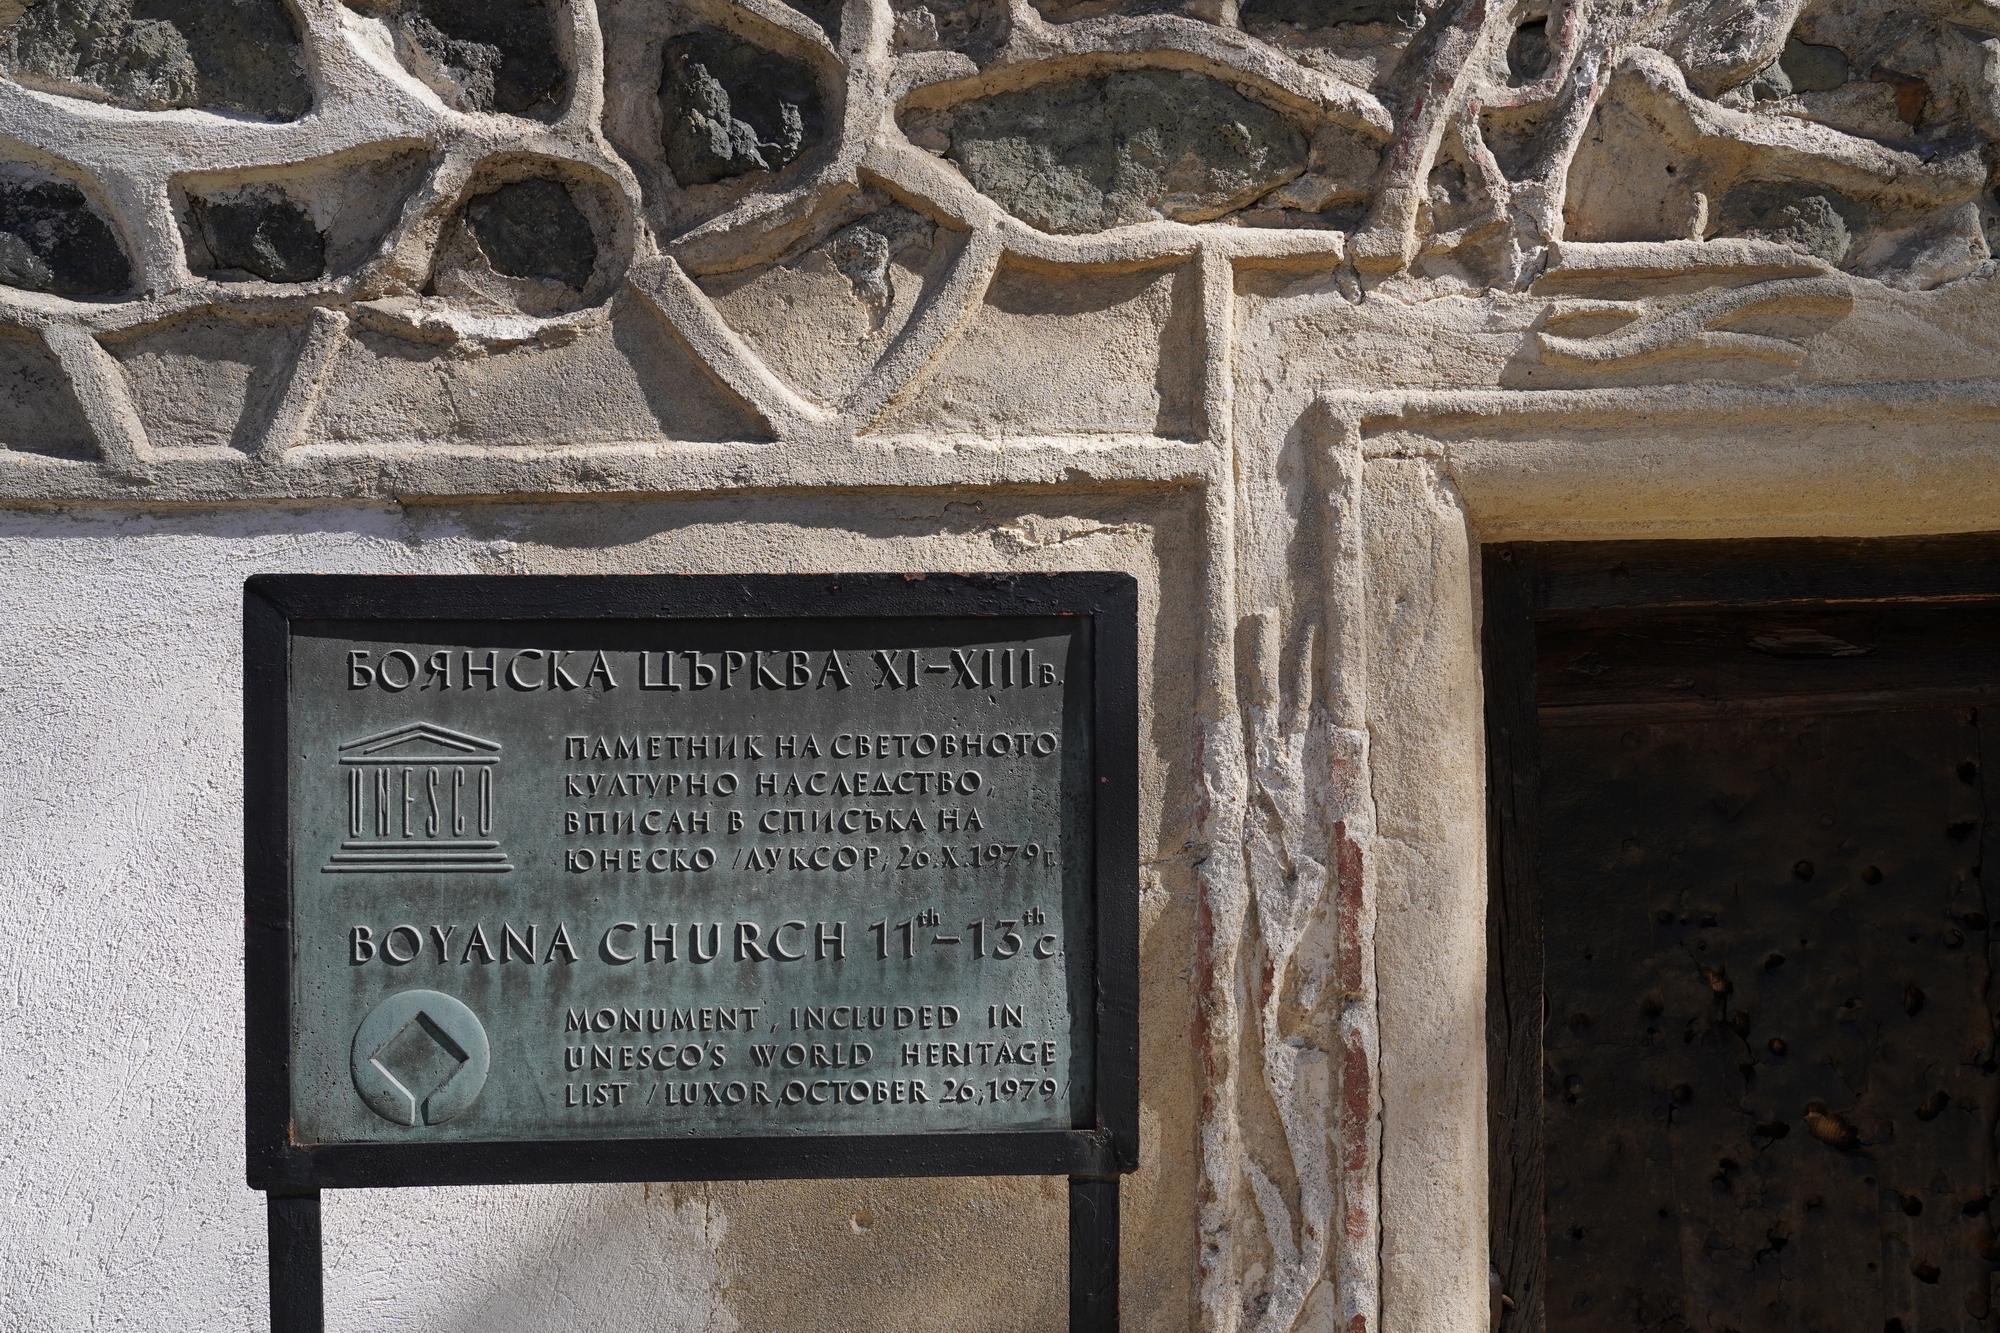 БОЯНСКА ЦЪРКВА XI–XIIIв.
UNESCO
ПАМЕТНИК НА СВЕТОВНОТО
КУЛТУРНО НАСЛЕДСТВО,
ВПИСАН В СПИСЪКА НА
ЮНЕСКО /ЛУКСОР, 26.X.1979г.
BOYANA CHURCH 11th–13th c.
MONUMENT, INCLUDED IN
UNESCO'S WORLD HERITAGE
LIST /LUXOR,OCTOBER 26,1979/